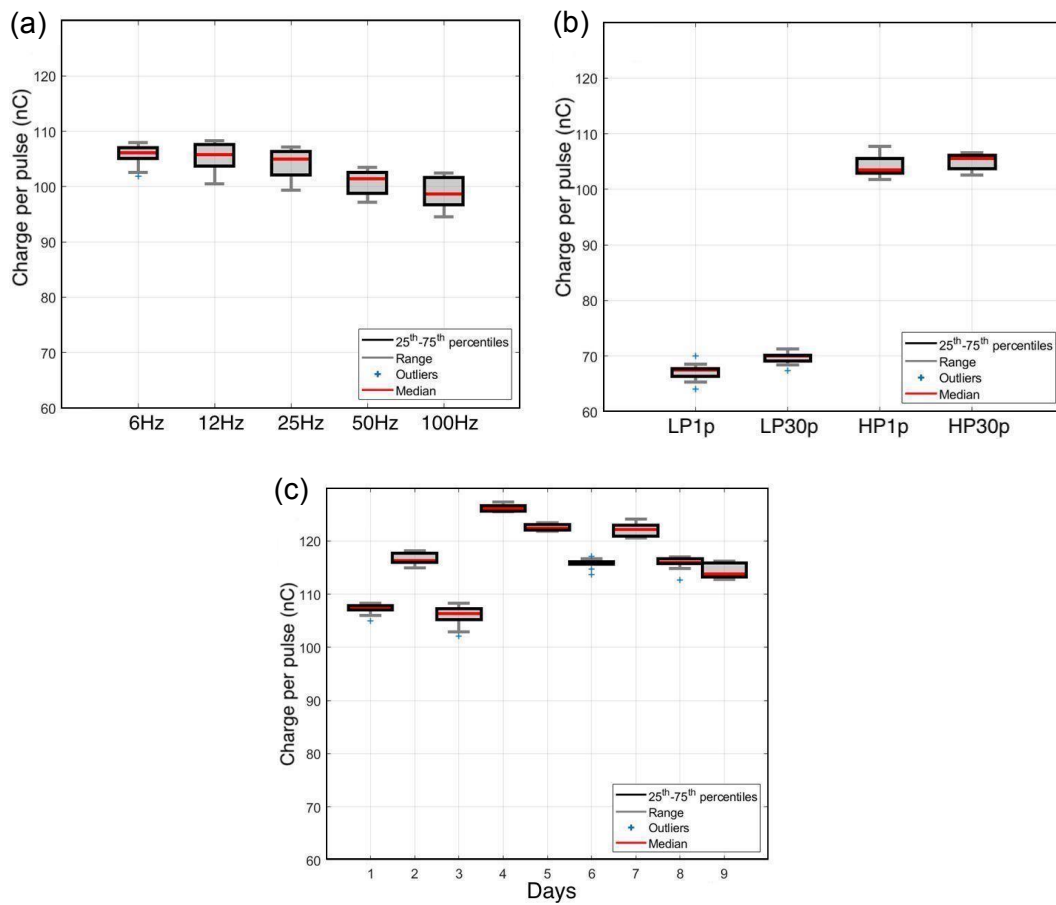 (a)
Charge per pulse (nC)
120
110
100
90
80
70
60
6Hz 12Hz 25Hz 50Hz 100Hz
25th-75th percentiles
Range
Outliers
Median
(b)
Charge per pulse (nC)
120
110
100
90
80
70
60
LP1p LP30p HP1p HP30p
25th-75th percentiles
Range
Outliers
Median
(c)
Charge per pulse (nC)
120
110
100
90
80
70
60
1 2 3 4 5 6 7 8 9
Days
25th-75th percentiles
Range
Outliers
Median